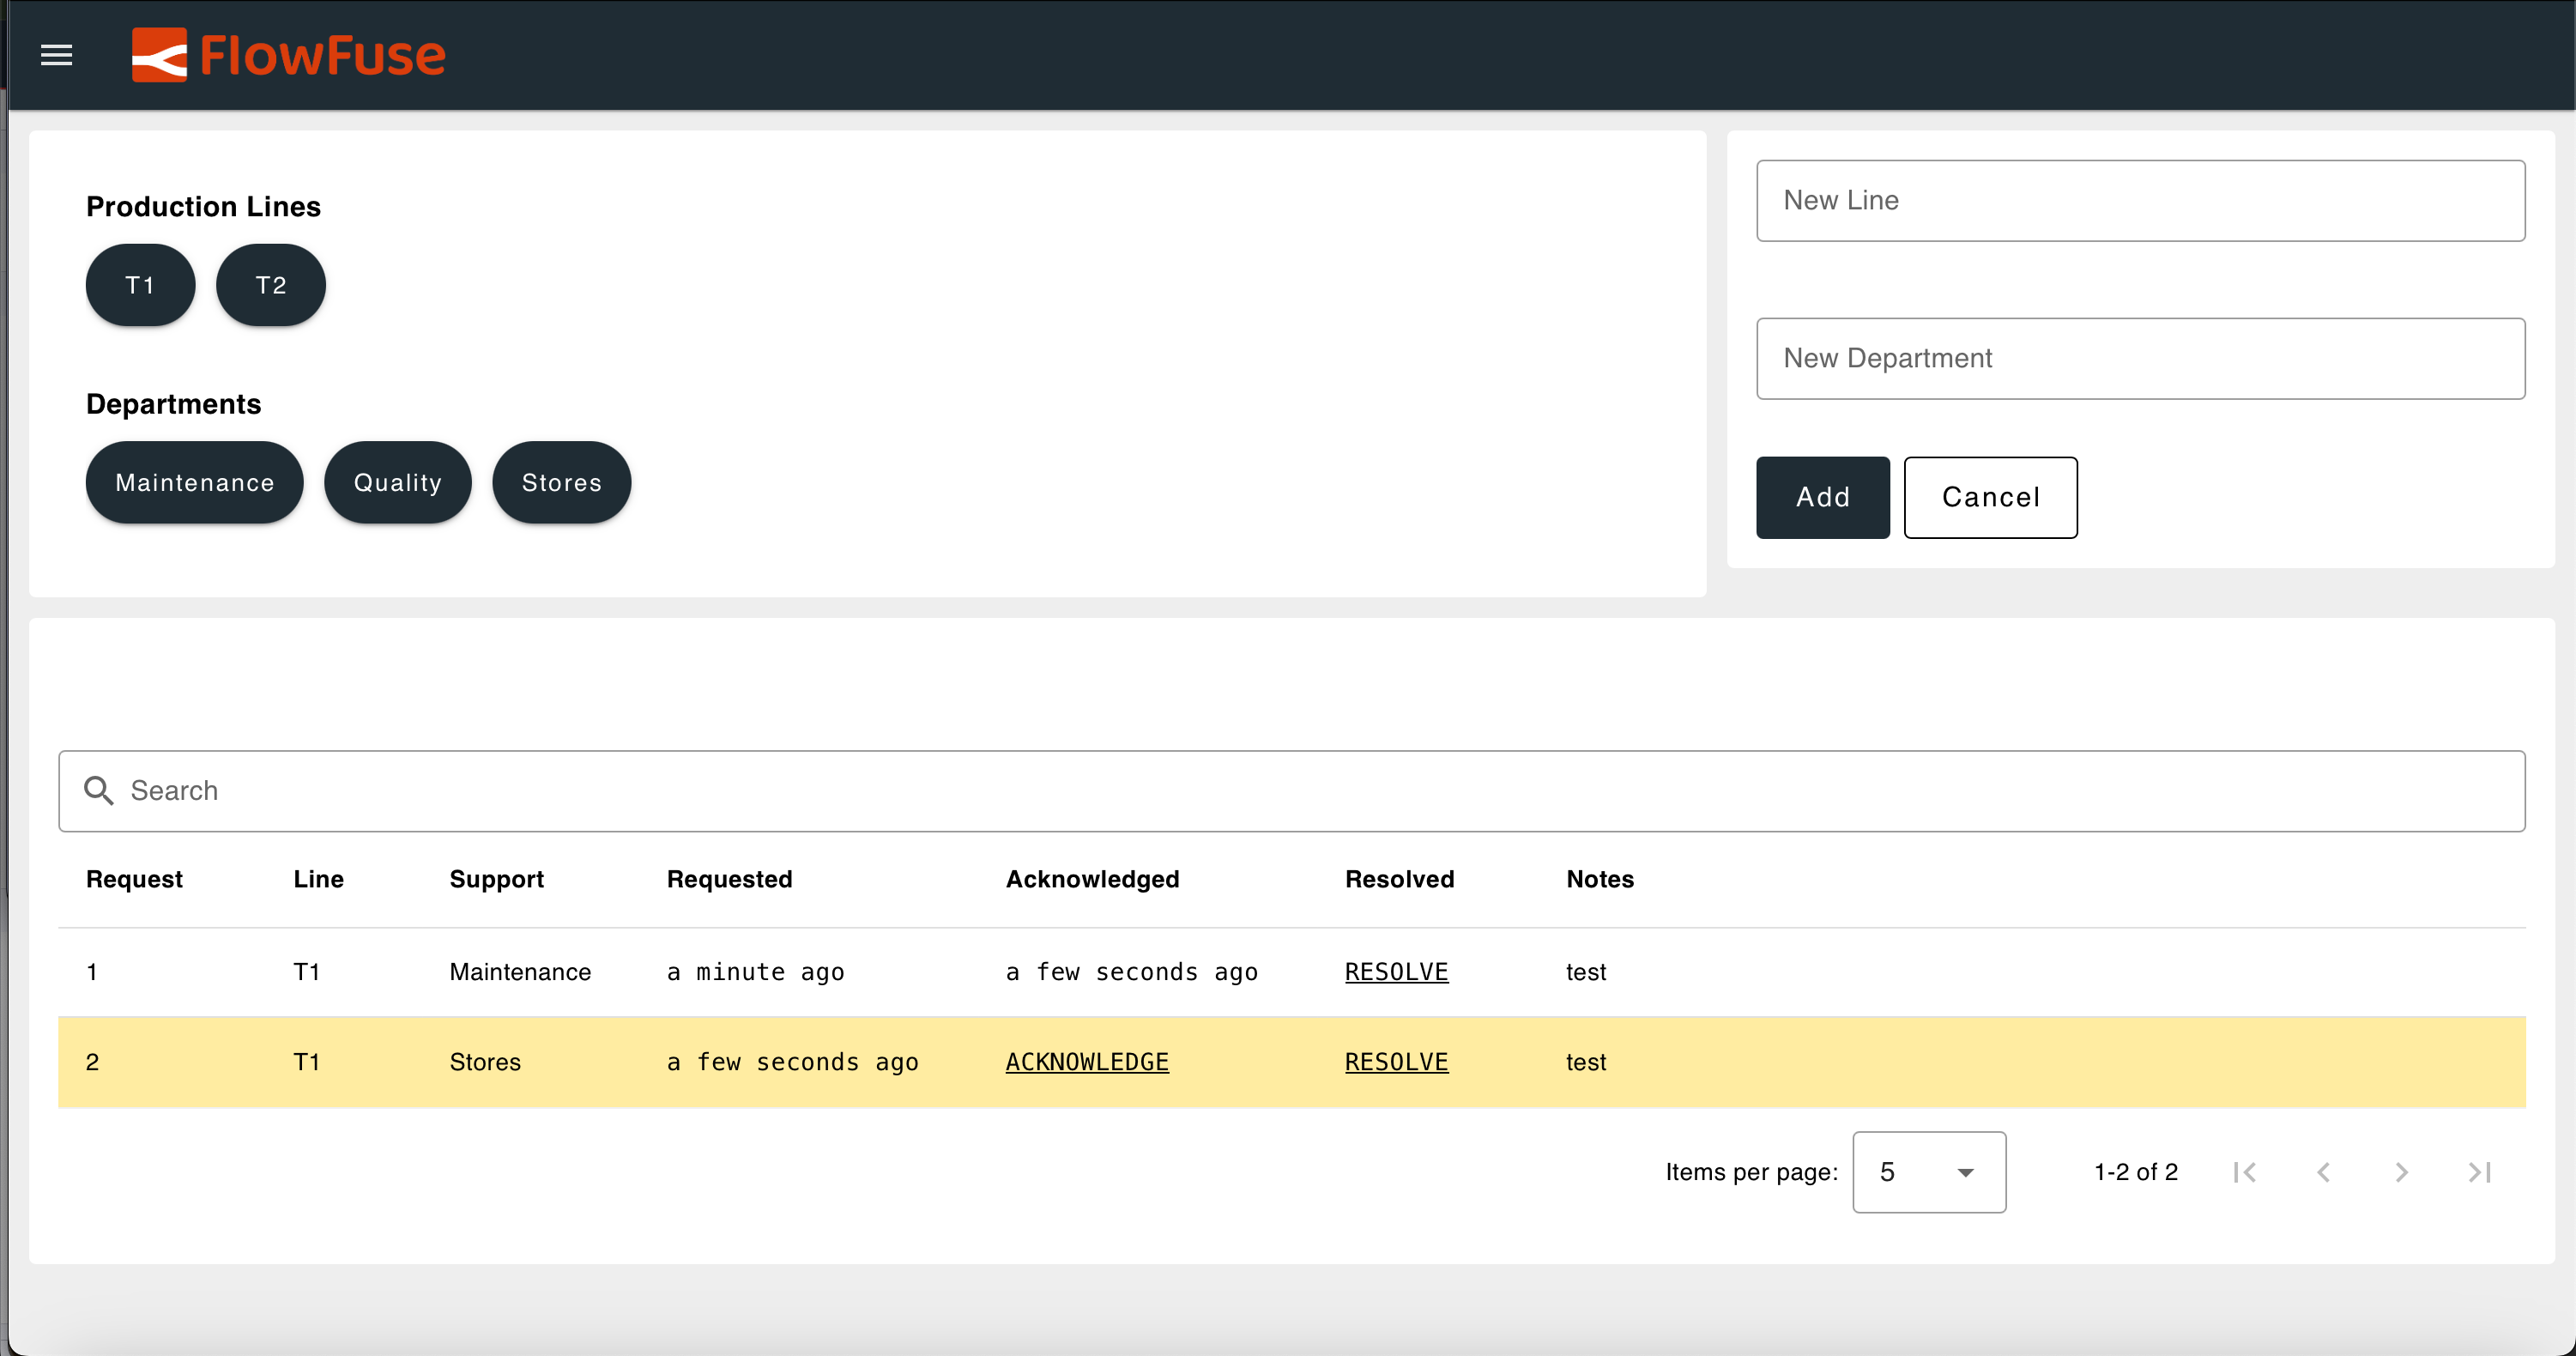 FlowFuse
Production Lines
T1 T2
Departments
Maintenance Quality Stores
New Line
New Department
Add Cancel
Search
Request Line Support Requested Acknowledged Resolved Notes
1 T1 Maintenance a minute ago a few seconds ago RESOLVE test
2 T1 Stores a few seconds ago ACKNOWLEDGE RESOLVE test
Items per page: 5 1-2 of 2